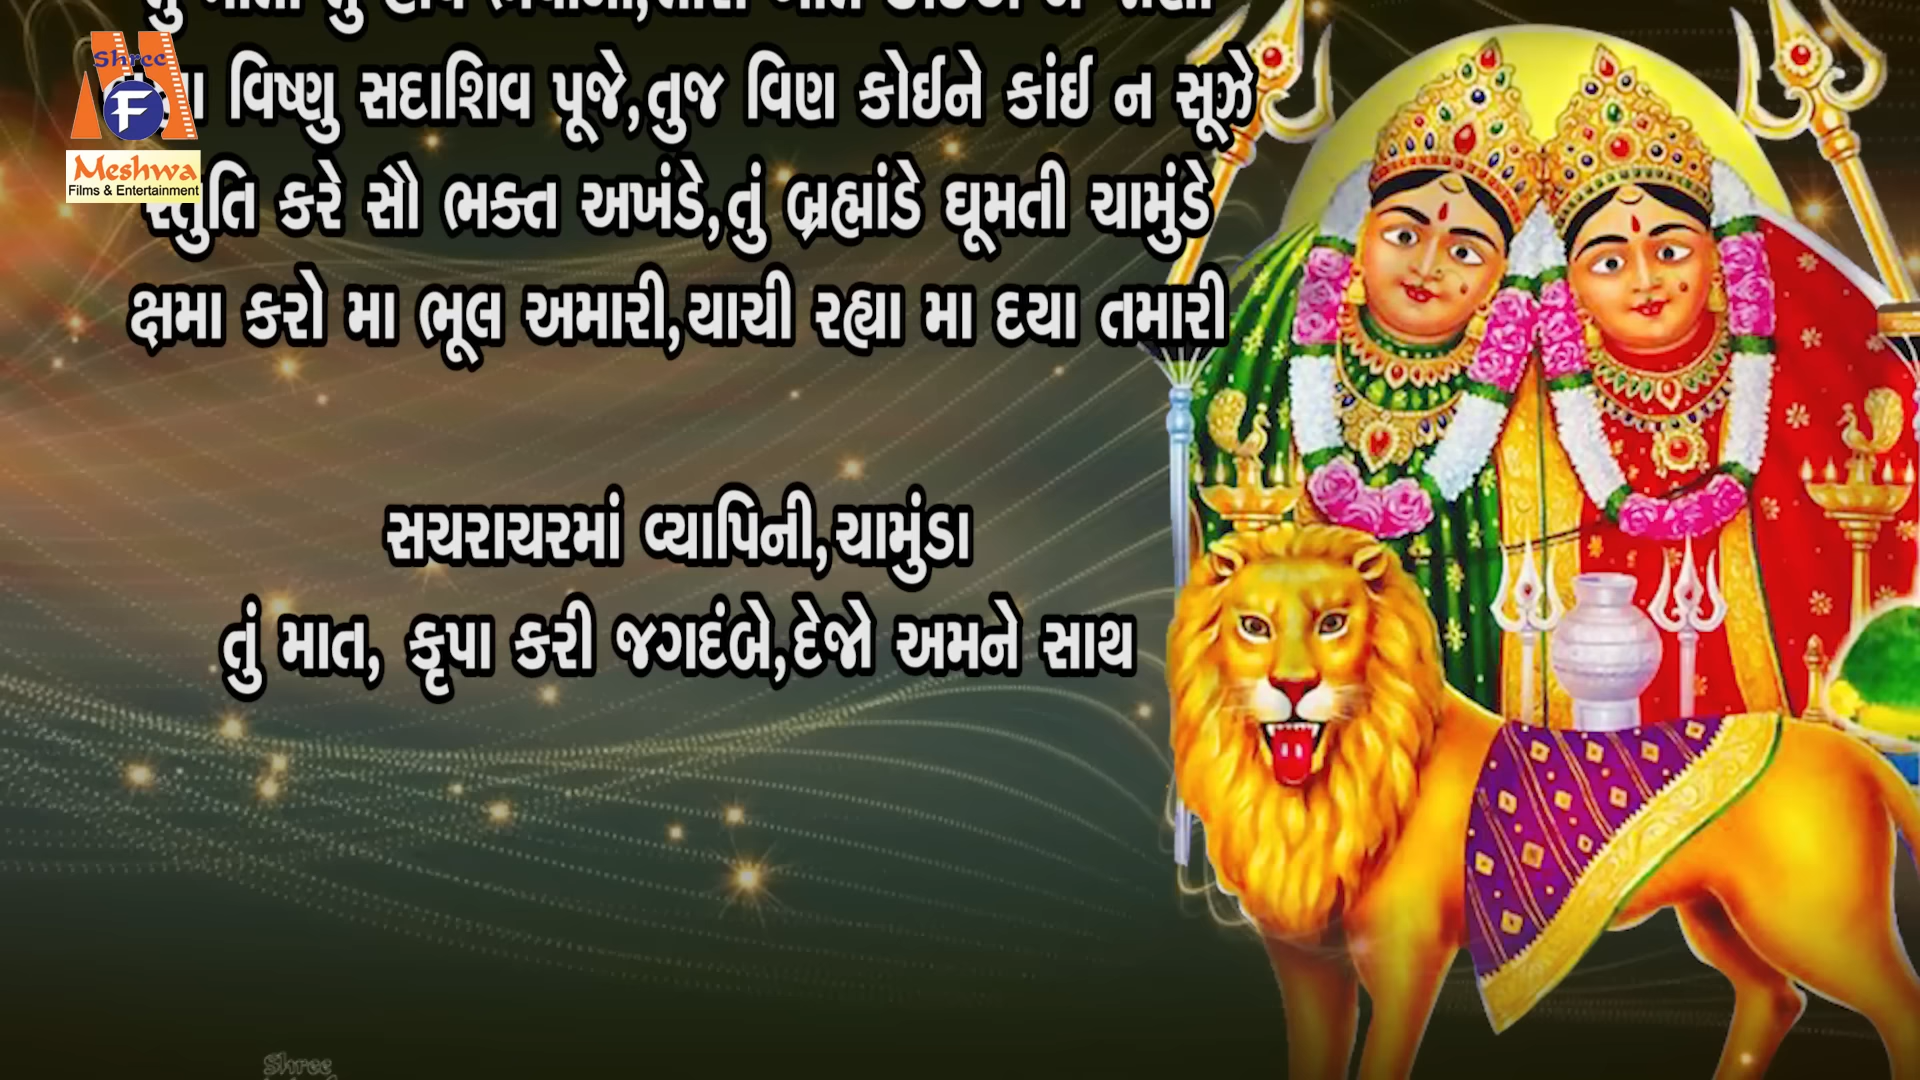 વિષ્ણુ સદાશિવ પૂજે,તુજ વિણ કોઈને કાંઈ ન સૂઝે
સ્તુતિ કરે સૌ ભક્ત અખંડે,તું બ્રહ્માંડે ઘૂમતી ચામુંડે
ક્ષમા કરો મા ભૂલ અમારી,યાચી રહ્યા મા દયા તમારી
સચરાચરમાં વ્યાપિની,ચામુંડા
તું માત, કૃપા કરી જગદંબે,દેજો અમને સાથ
Shree
F
Meshwa
Films & Entertainment
Shree